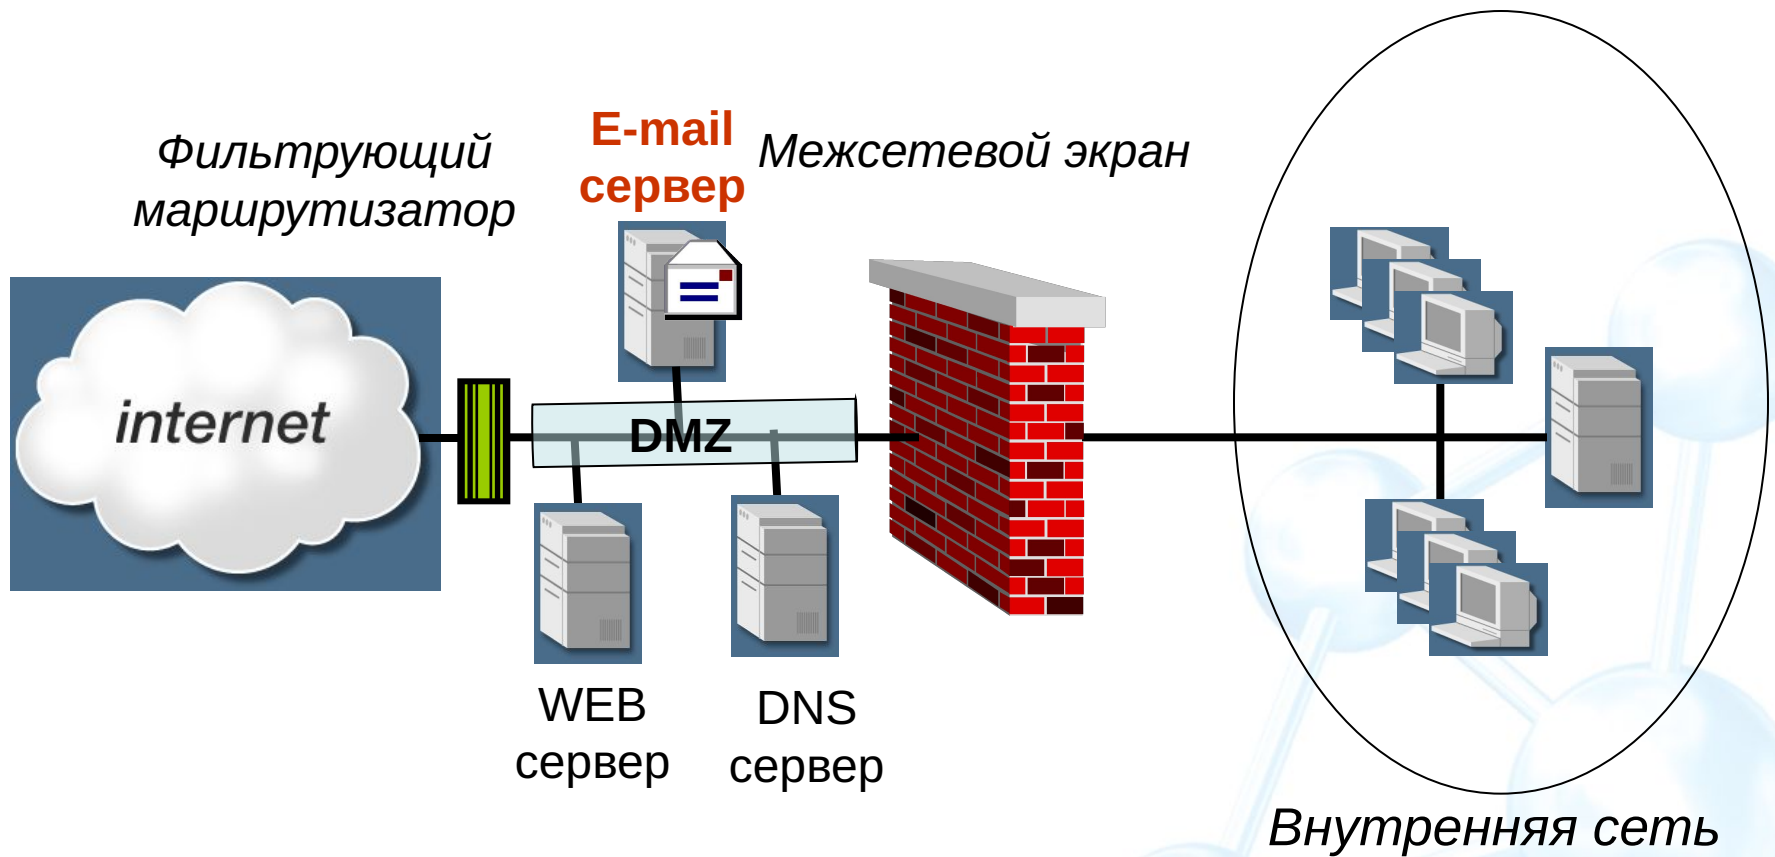 Фильтрующий
маршрутизатор
E-mail
сервер
Межсетевой экран
internet
DMZ
WEB
сервер
DNS
сервер
Внутренняя сеть